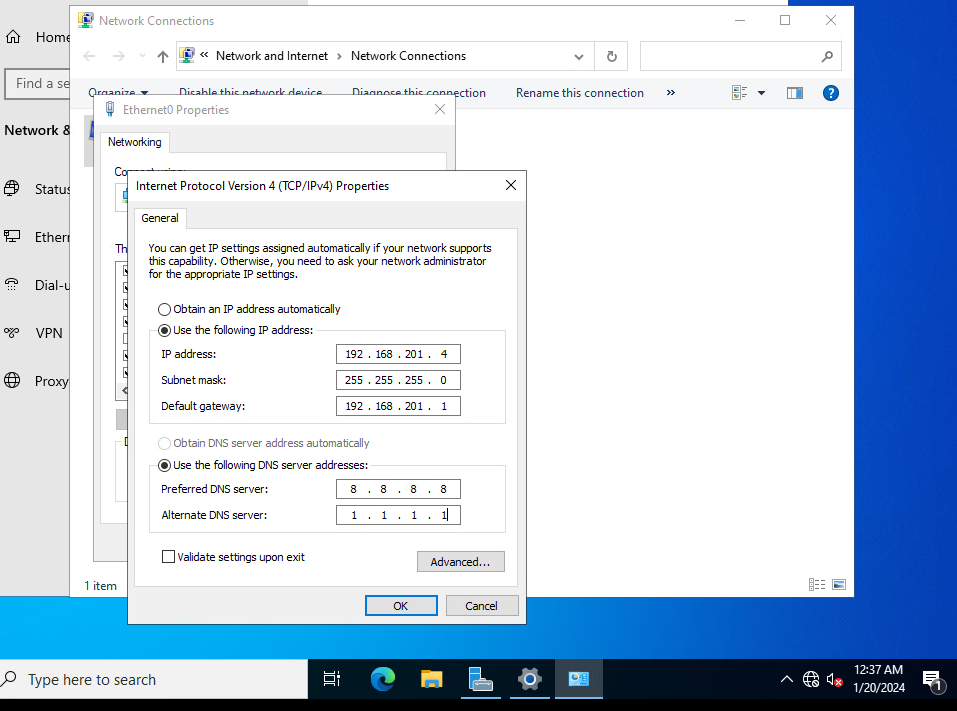 Network Connections
Home
« Network and Internet › Network Connections
Find a se
Organize Disable this network device Diagnose this connection Rename this connection »
Ethernet0 Properties
Network &
Networking
Internet Protocol Version 4 (TCP/IPv4) Properties
Status
General
Ethern
Th
You can get IP settings assigned automatically if your network supports
this capability. Otherwise, you need to ask your network administrator
for the appropriate IP settings.
Dial-u
Obtain an IP address automatically
VPN
Use the following IP address:
IP address: 192 . 168 . 201 . 4
Proxy
Subnet mask: 255 . 255 . 255 . 0
Default gateway: 192 . 168 . 201 . 1
Obtain DNS server address automatically
Use the following DNS server addresses:
Preferred DNS server: 8 . 8 . 8 . 8
Alternate DNS server: 1 . 1 . 1 . 1
Validate settings upon exit
Advanced...
1 item
OK Cancel
Type here to search
12:37 AM
1/20/2024
1